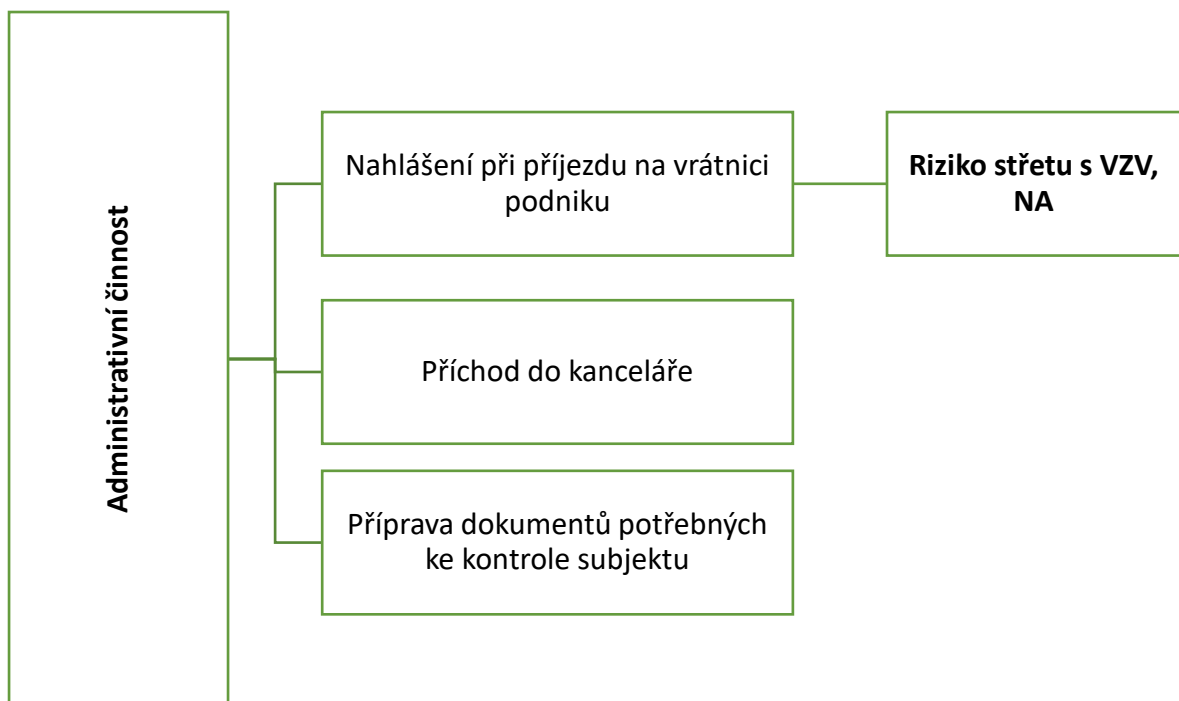 Administrativní činnost
Nahlášení při příjezdu na vrátnici
podniku
Riziko střetu s VZV,
NA
Příchod do kanceláře
Příprava dokumentů potřebných
ke kontrole subjektu